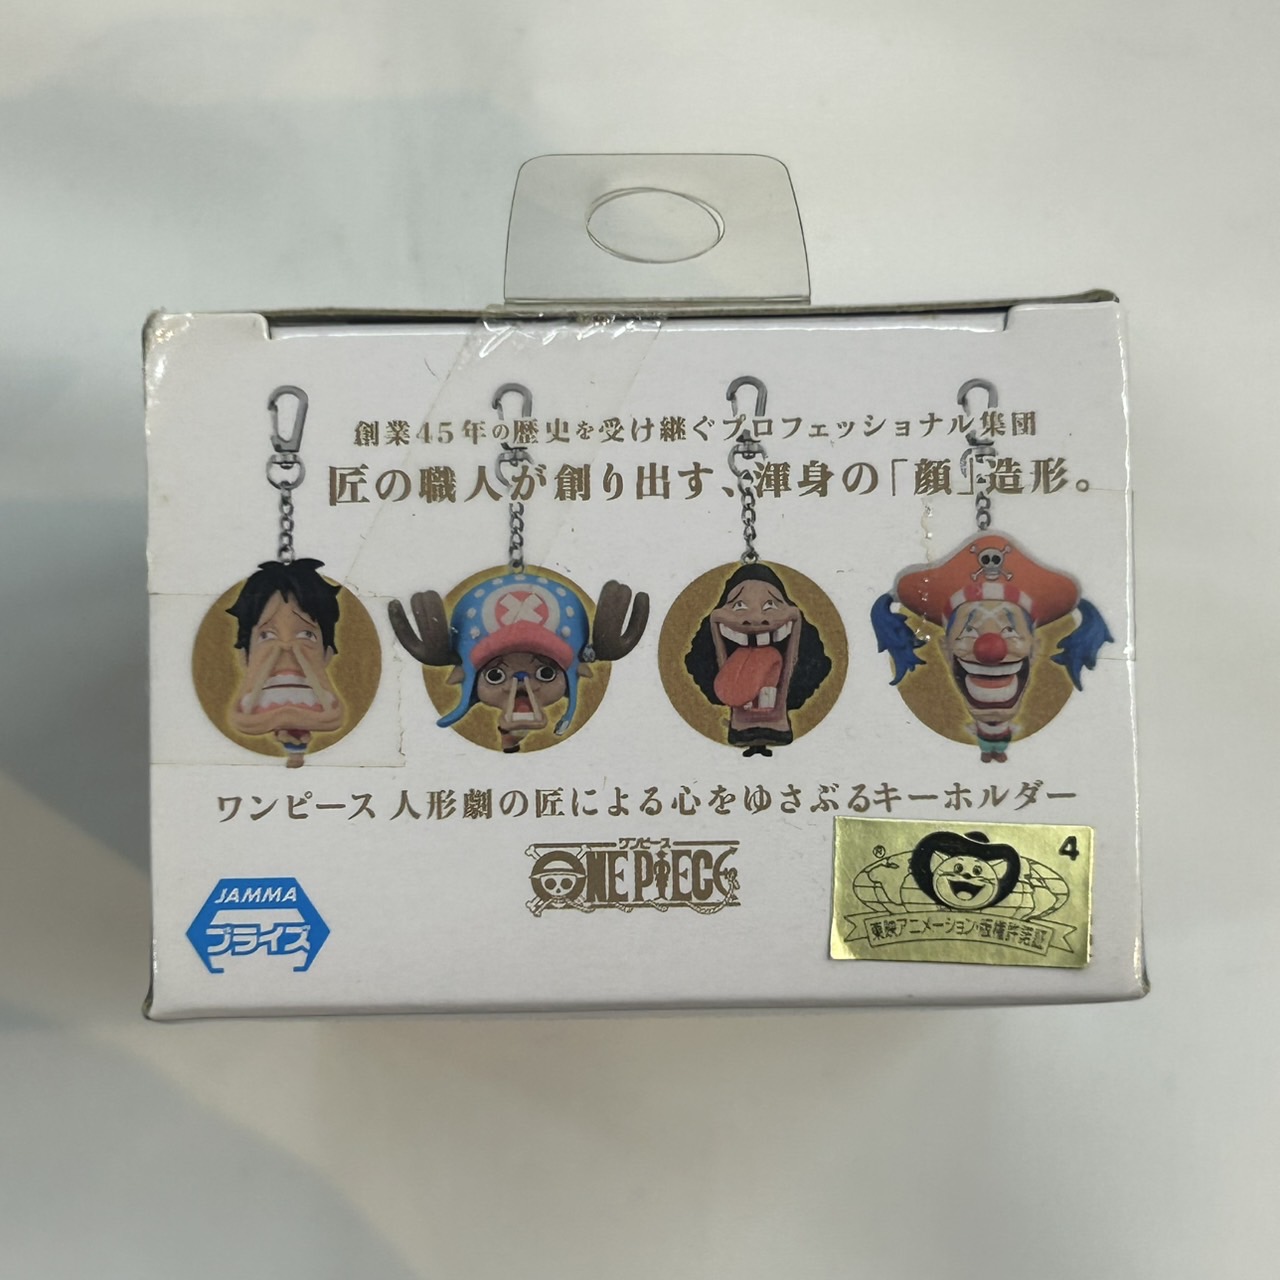 創業45年の歴史を受け継ぐプロフェッショナル集団
匠の職人が創り出す、渾身の「顔」造形。
ワンピース 人形劇の匠による心をゆさぶるキーホルダー
ワンピース
ONE PIECE
JAMMA
プライズ
® 4
東映アニメーション・版権許諾証